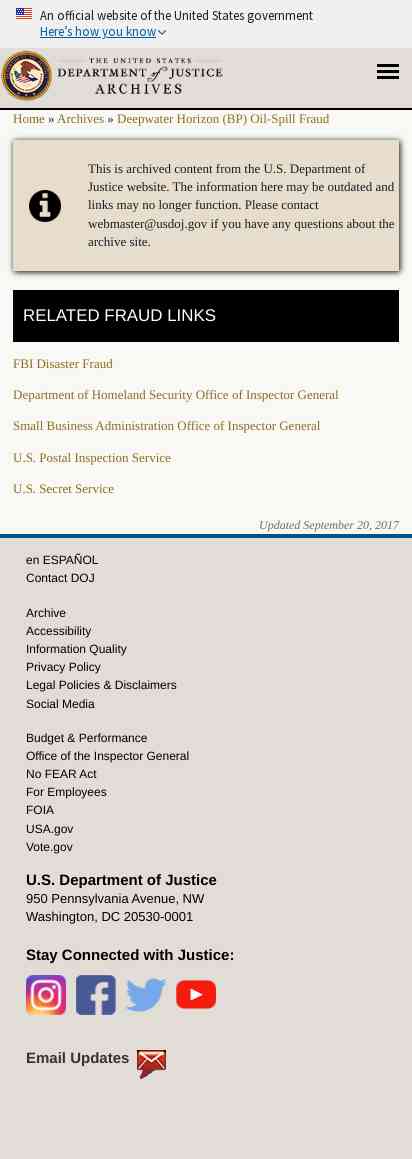 An official website of the United States government
Here's how you know
THE UNITED STATES
DEPARTMENT of JUSTICE
ARCHIVES
Home » Archives » Deepwater Horizon (BP) Oil-Spill Fraud
This is archived content from the U.S. Department of
Justice website. The information here may be outdated and
links may no longer function. Please contact
webmaster@usdoj.gov if you have any questions about the
archive site.
RELATED FRAUD LINKS
FBI Disaster Fraud
Department of Homeland Security Office of Inspector General
Small Business Administration Office of Inspector General
U.S. Postal Inspection Service
U.S. Secret Service
Updated September 20, 2017
en ESPAÑOL
Contact DOJ
Archive
Accessibility
Information Quality
Privacy Policy
Legal Policies & Disclaimers
Social Media
Budget & Performance
Office of the Inspector General
No FEAR Act
For Employees
FOIA
USA.gov
Vote.gov
U.S. Department of Justice
950 Pennsylvania Avenue, NW
Washington, DC 20530-0001
Stay Connected with Justice:
Email Updates